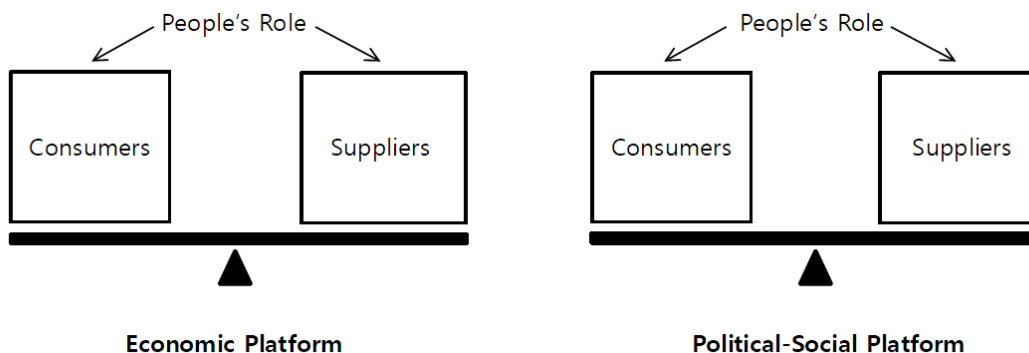 People's Role
Consumers
Suppliers
Economic Platform
People's Role
Consumers
Suppliers
Political-Social Platform